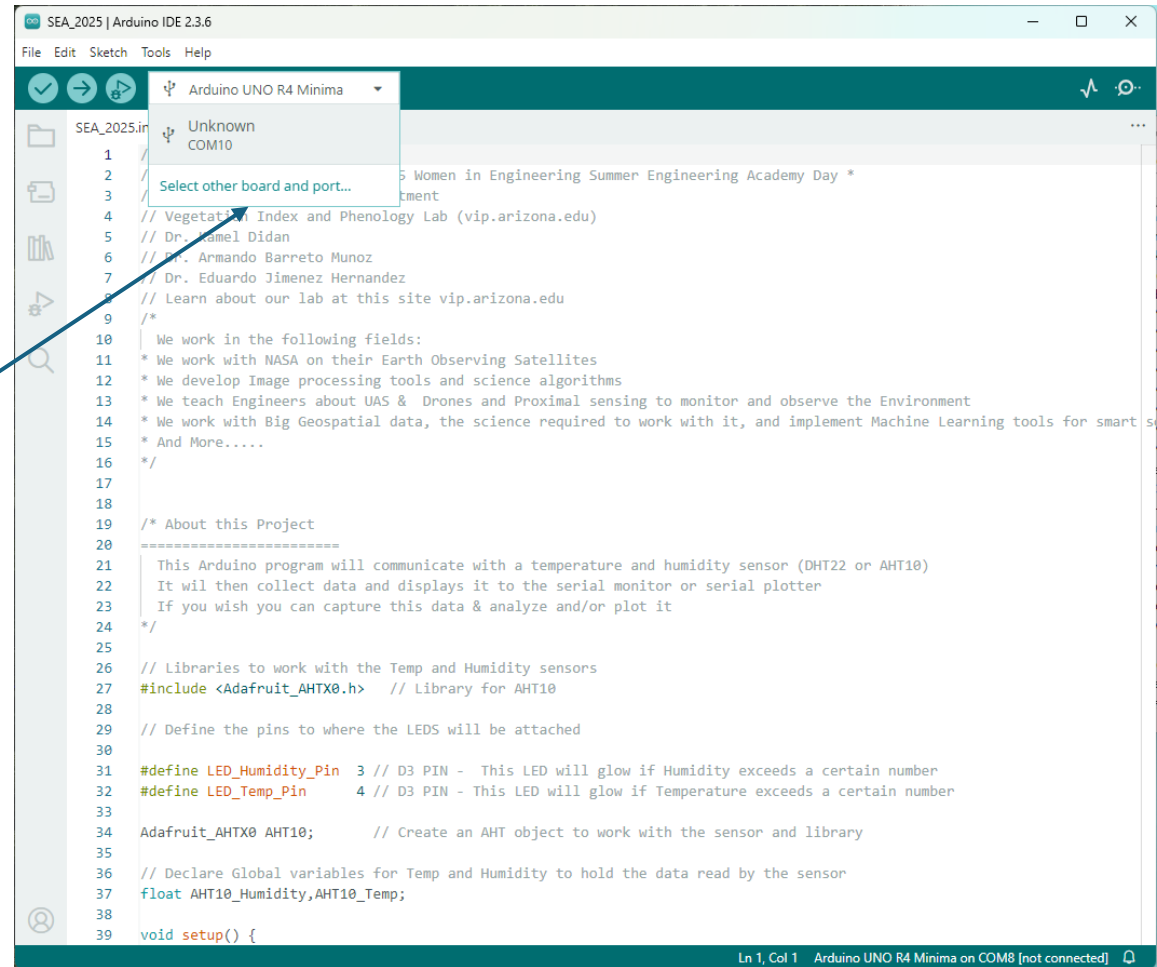 SEA_2025 | Arduino IDE 2.3.6
File Edit Sketch Tools Help
Arduino UNO R4 Minima
SEA_2025.in
Unknown
COM10
Select other board and port...
1 /
2 / 5 Women in Engineering Summer Engineering Academy Day *
3 / tment
4 // Vegetation Index and Phenology Lab (vip.arizona.edu)
5 // Dr. Kamel Didan
6 // Dr. Armando Barreto Munoz
7 // Dr. Eduardo Jimenez Hernandez
8 // Learn about our lab at this site vip.arizona.edu
9 /*
10 We work in the following fields:
11 * We work with NASA on their Earth Observing Satellites
12 * We develop Image processing tools and science algorithms
13 * We teach Engineers about UAS & Drones and Proximal sensing to monitor and observe the Environment
14 * We work with Big Geospatial data, the science required to work with it, and implement Machine Learning tools for smart s
15 * And More.....
16 */
17
18
19 /* About this Project
20 ========================
21 This Arduino program will communicate with a temperature and humidity sensor (DHT22 or AHT10)
22 It wil then collect data and displays it to the serial monitor or serial plotter
23 If you wish you can capture this data & analyze and/or plot it
24 */
25
26 // Libraries to work with the Temp and Humidity sensors
27 #include <Adafruit_AHTX0.h> // Library for AHT10
28
29 // Define the pins to where the LEDS will be attached
30
31 #define LED_Humidity_Pin 3 // D3 PIN - This LED will glow if Humidity exceeds a certain number
32 #define LED_Temp_Pin 4 // D3 PIN - This LED will glow if Temperature exceeds a certain number
33
34 Adafruit_AHTX0 AHT10; // Create an AHT object to work with the sensor and library
35
36 // Declare Global variables for Temp and Humidity to hold the data read by the sensor
37 float AHT10_Humidity,AHT10_Temp;
38
39 void setup() {
Ln 1, Col 1 Arduino UNO R4 Minima on COM8 [not connected]